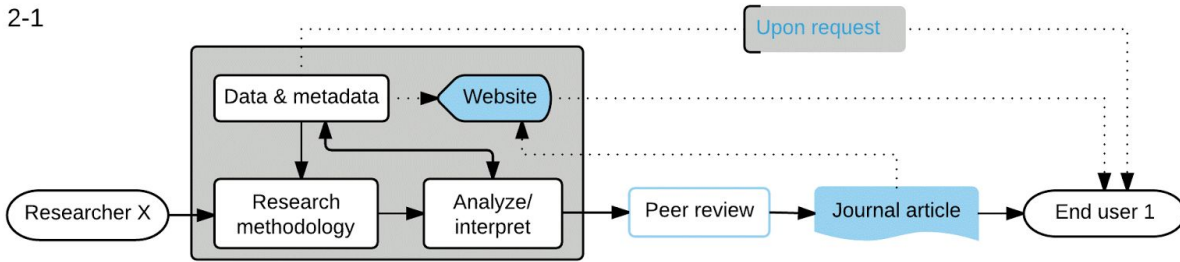 2-1
Upon request
Data & metadata
Website
Researcher X
Research
methodology
Analyze/
interpret
Peer review
Journal article
End user 1